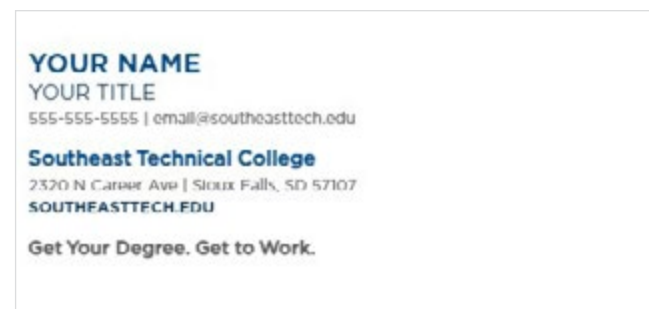 YOUR NAME
YOUR TITLE
555-555-5555 | email@southeasttech.edu
Southeast Technical College
2320 N Career Ave | Sioux Falls, SD 57107
SOUTHEASTTECH.EDU
Get Your Degree. Get to Work.